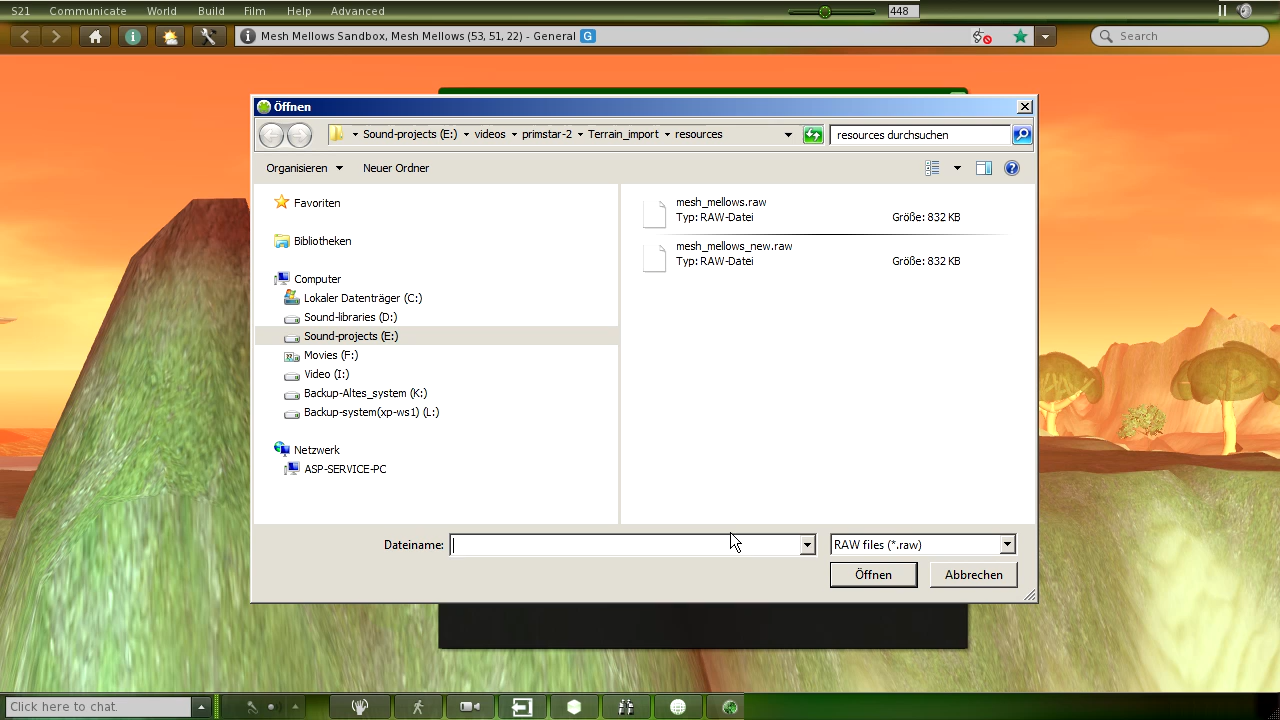 S21 Communicate World Build Film Help Advanced 448
Mesh Mellows Sandbox, Mesh Mellows (53, 51, 22) - General G Search
Öffnen
Sound-projects (E:) videos primstar-2 Terrain_import resources resources durchsuchen
Organisieren Neuer Ordner
Favoriten
Bibliotheken
Computer
Lokaler Datenträger (C:)
Sound-libraries (D:)
Sound-projects (E:)
Movies (F:)
Video (I:)
Backup-Altes_system (K:)
Backup-system(xp-ws1) (L:)
Netzwerk
ASP-SERVICE-PC
mesh_mellows.raw
Typ: RAW-Datei Größe: 832 KB
mesh_mellows_new.raw
Typ: RAW-Datei Größe: 832 KB
Dateiname: RAW files (*.raw)
Öffnen Abbrechen
Click here to chat.